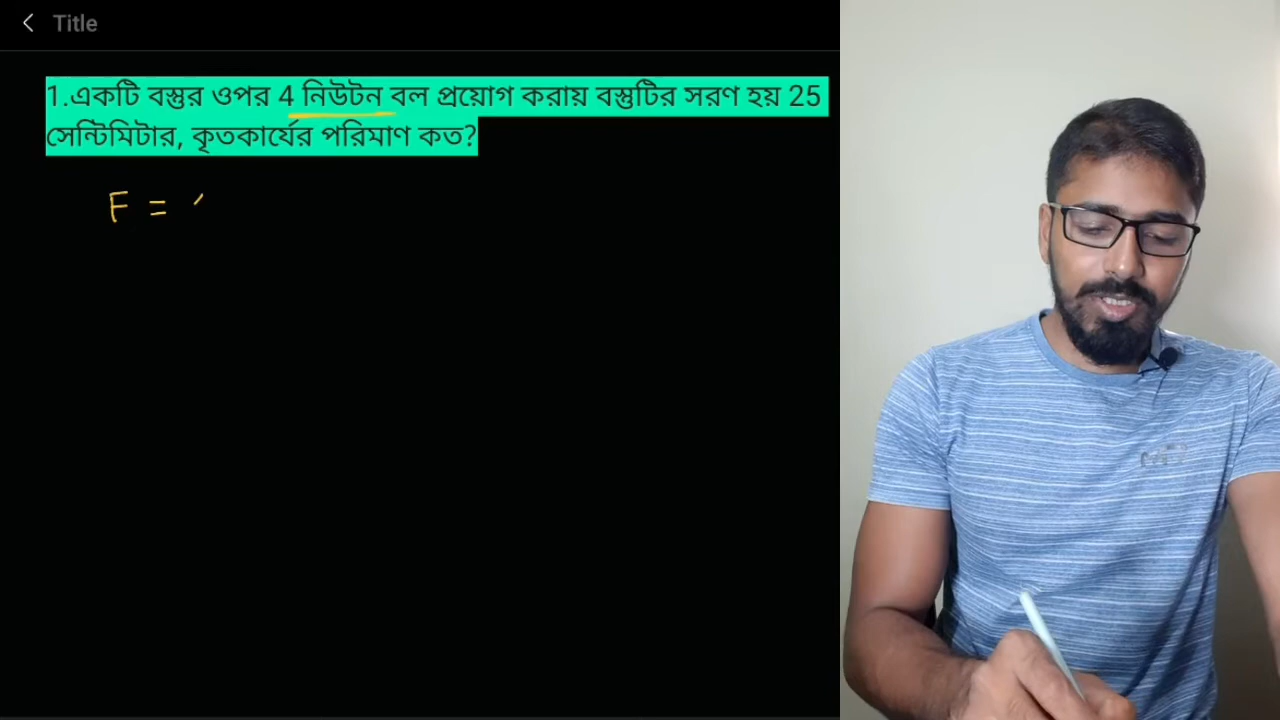 Title
1.একটি বস্তুর ওপর 4 নিউটন বল প্রয়োগ করায় বস্তুটির সরণ হয় 25
সেন্টিমিটার, কৃতকার্যের পরিমাণ কত?
F =